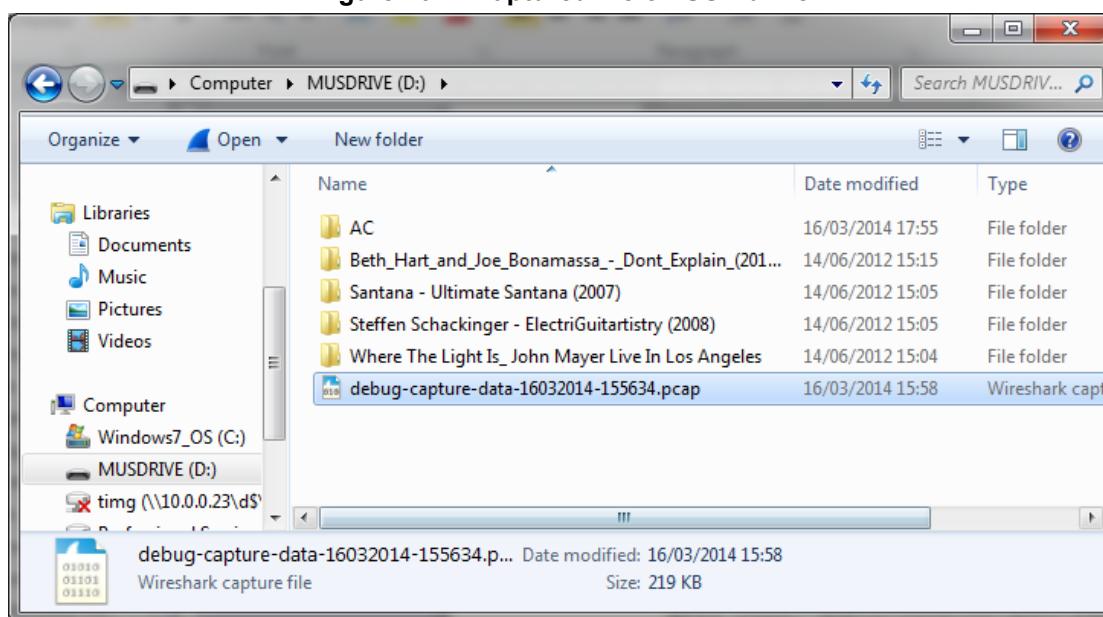 Computer MUSDRIVE (D:) Search MUSDRIV...
Organize Open New folder
Name Date modified Type
Libraries
Documents
Music
Pictures
Videos
Computer
Windows7_OS (C:)
MUSDRIVE (D:)
timg (\\10.0.0.23\d$
AC 16/03/2014 17:55 File folder
Beth_Hart_and_Joe_Bonamassa_-_Dont_Explain_(201... 14/06/2012 15:15 File folder
Santana - Ultimate Santana (2007) 14/06/2012 15:05 File folder
Steffen Schackinger - ElectriGuitartistry (2008) 14/06/2012 15:05 File folder
Where The Light Is_ John Mayer Live In Los Angeles 14/06/2012 15:04 File folder
debug-capture-data-16032014-155634.pcap 16/03/2014 15:58 Wireshark capt
debug-capture-data-16032014-155634.p... Date modified: 16/03/2014 15:58
Wireshark capture file Size: 219 KB